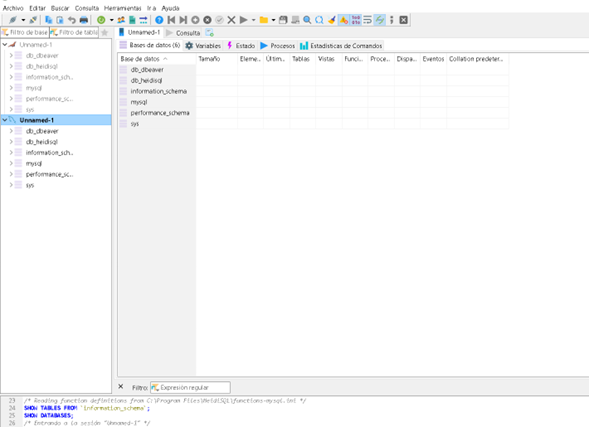 Archivo Editar Buscar Consulta Herramientas Ir a Ayuda
Filtro de base Filtro de tabla
Unnamed-1
db_dbeaver
db_heidisql
information_sch...
mysql
performance_sc...
sys
Unnamed-1
db_dbeaver
db_heidisql
information_sch...
mysql
performance_sc...
sys
Unnamed-1 Consulta
Bases de datos (6) Variables Estado Procesos Estadísticas de Comandos
Base de datos Tamaño Eleme... Últim... Tablas Vistas Funci... Proce... Dispa... Eventos Collation predeter...
db_dbeaver
db_heidisql
information_schema
mysql
performance_schema
sys
Filtro: Expresión regular
23 /* Reading function definitions from C:\Program Files\HeidiSQL\functions-mysql.ini */
24 SHOW TABLES FROM `information_schema`;
25 SHOW DATABASES;
26 /* Entrando a la sesión "Unnamed-1" */